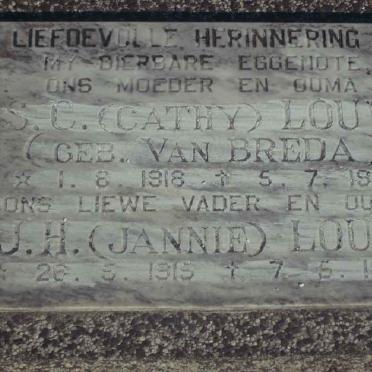 LIEFDEVOLLE HERINNERING
MY DIERBARE EGGENOTE
ONS MOEDER EN OUMA
S. C. (CATHY) LOU
(GEB. VAN BREDA)
* 1. 8. 1918 † 5. 7. 19
ONS LIEWE VADER EN OU
J. H. (JANNIE) LOU
26. 5. 1915 † 7. 6. 1